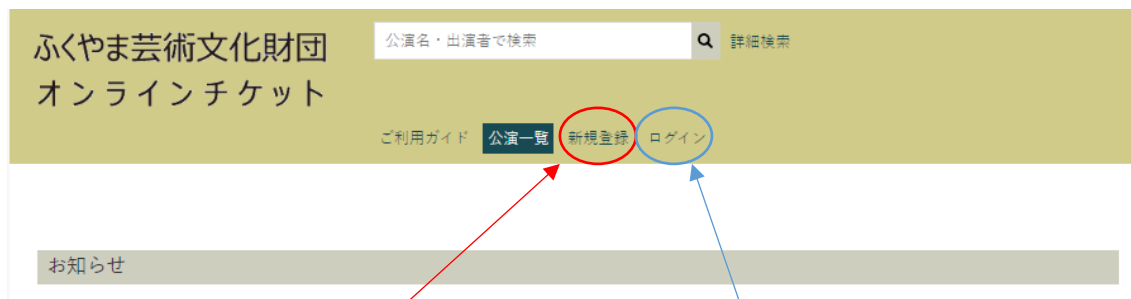 ふくやま芸術文化財団
オンラインチケット
公演名・出演者で検索 詳細検索
ご利用ガイド 公演一覧 新規登録 ログイン
お知らせ